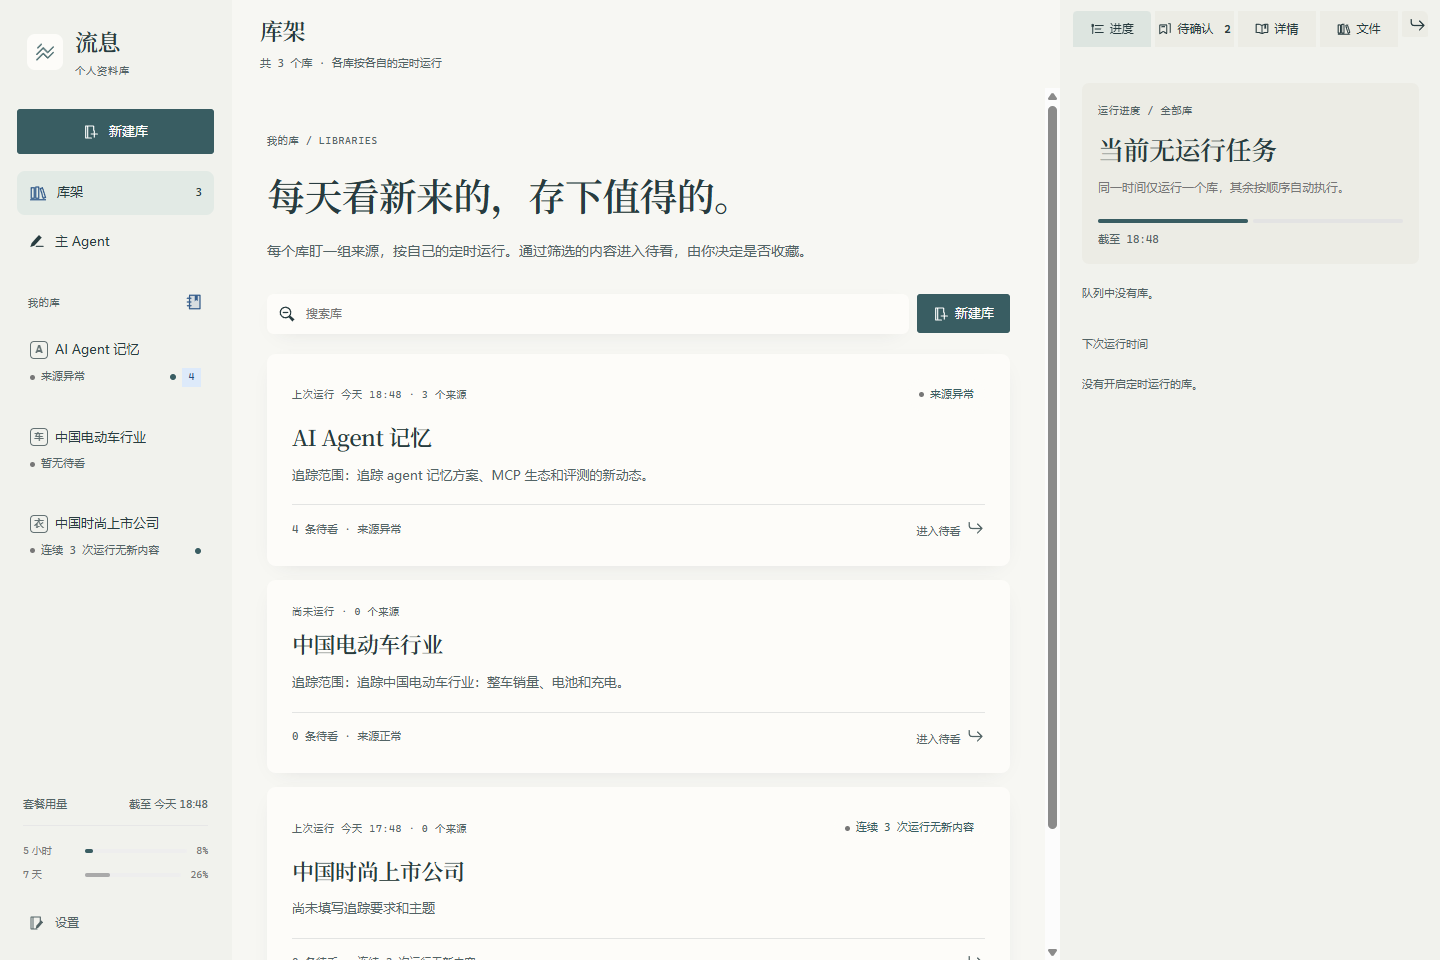 流息
个人资料库
新建库
库架 3
主 Agent
我的库
A AI Agent 记忆
来源异常 4
车 中国电动车行业
暂无待看
衣 中国时尚上市公司
连续 3 次运行无新内容
套餐用量 截至 今天 18:48
5 小时 8%
7 天 26%
设置
库架
共 3 个库 · 各库按各自的定时运行
我的库 / LIBRARIES
每天看新来的，存下值得的。
每个库盯一组来源，按自己的定时运行。通过筛选的内容进入待看，由你决定是否收藏。
搜索库
新建库
上次运行 今天 18:48 · 3 个来源
来源异常
AI Agent 记忆
追踪范围：追踪 agent 记忆方案、MCP 生态和评测的新动态。
4 条待看 · 来源异常
进入待看
尚未运行 · 0 个来源
中国电动车行业
追踪范围：追踪中国电动车行业：整车销量、电池和充电。
0 条待看 · 来源正常
进入待看
上次运行 今天 17:48 · 0 个来源
连续 3 次运行无新内容
中国时尚上市公司
尚未填写追踪要求和主题
进度
待确认 2
详情
文件
运行进度 / 全部库
当前无运行任务
同一时间仅运行一个库，其余按顺序自动执行。
截至 18:48
队列中没有库。
下次运行时间
没有开启定时运行的库。